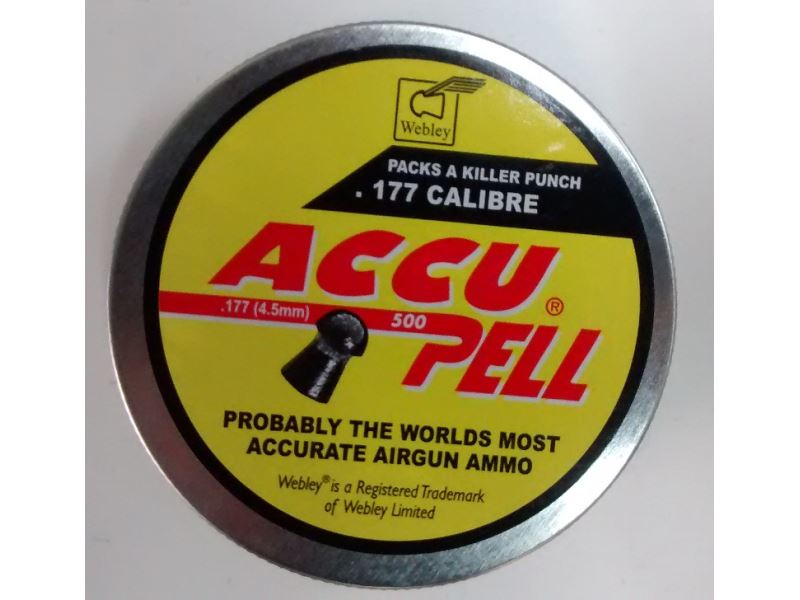 Webley
PACKS A KILLER PUNCH
. 177 CALIBRE
ACCU
.177 (4.5mm)
500
PELL ®
PROBABLY THE WORLDS MOST
ACCURATE AIRGUN AMMO
Webley® is a Registered Trademark
of Webley Limited